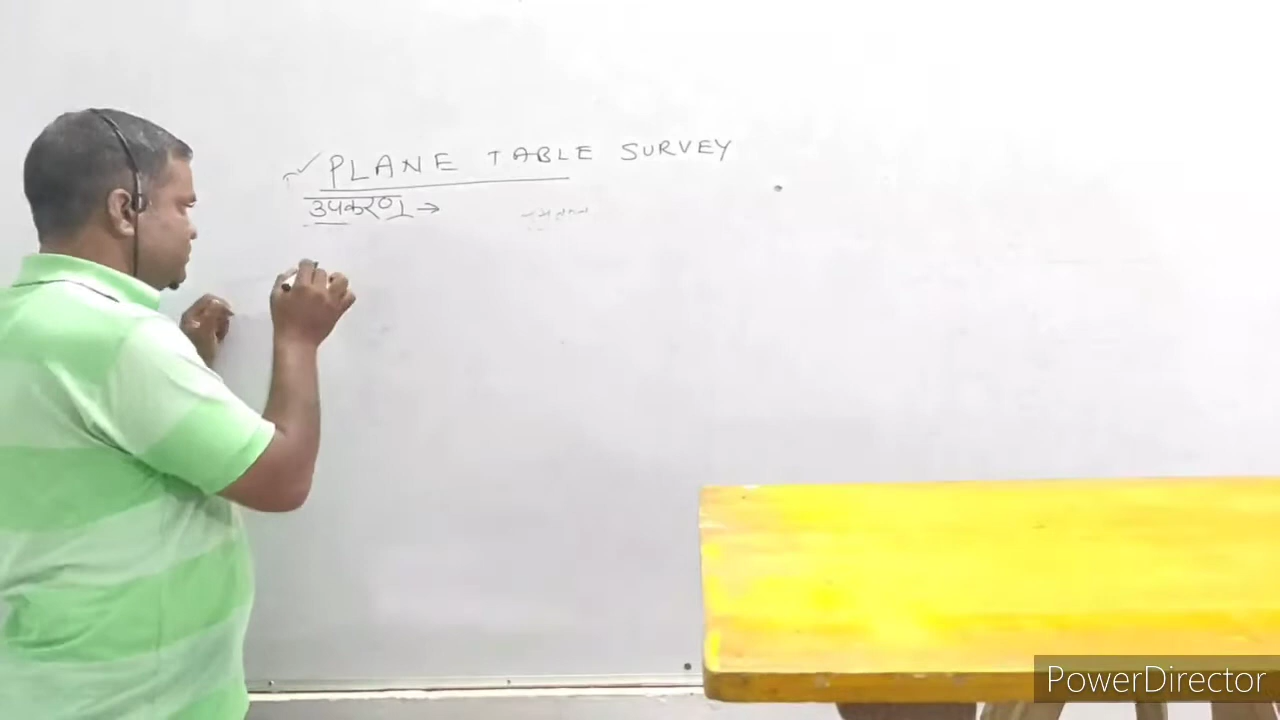 PLANE TABLE SURVEY
उपकरण →
PowerDirector